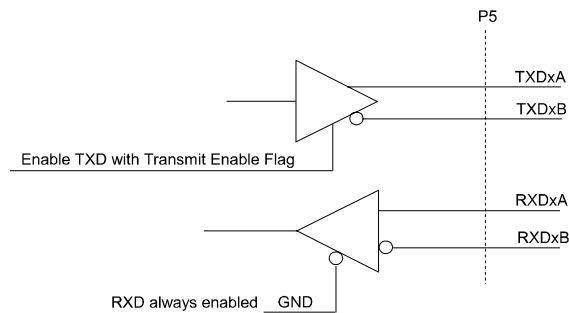 P5
TXDxA
TXDxB
Enable TXD with Transmit Enable Flag
RXDxA
RXDxB
RXD always enabled GND